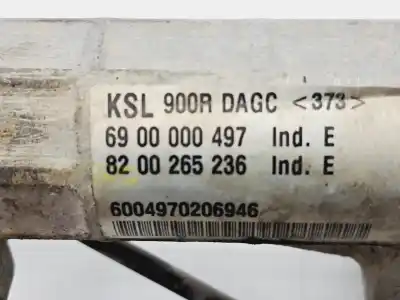 KSL 900R DAGC <373>
69 00 000 497 Ind. E
82 00 265 236 Ind. E
6004970206946